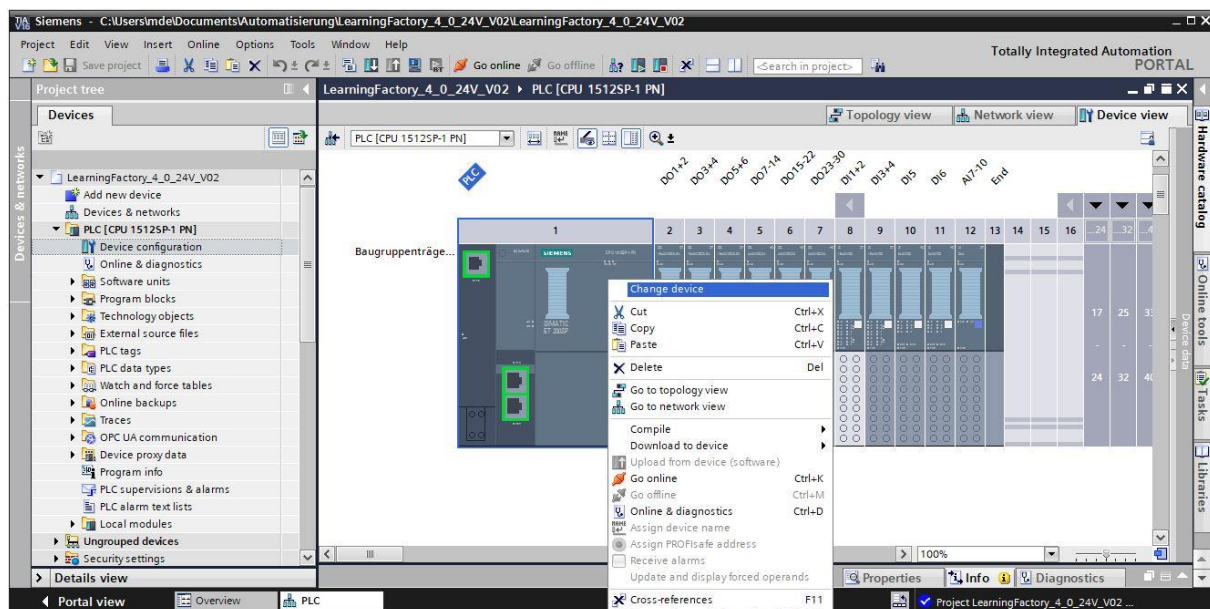 Siemens - C:\Users\mde\Documents\Automatisierung\LearningFactory_4_0_24V_V02\LearningFactory_4_0_24V_V02
Project Edit View Insert Online Options Tools Window Help
Totally Integrated Automation
PORTAL
Save project Go online Go offline <Search in project>
Project tree
LearningFactory_4_0_24V_V02 PLC [CPU 1512SP-1 PN]
Devices
Topology view Network view Device view
PLC [CPU 1512SP-1 PN]
LearningFactory_4_0_24V_V02
Add new device
Devices & networks
PLC [CPU 1512SP-1 PN]
Device configuration
Online & diagnostics
Software units
Program blocks
Technology objects
External source files
PLC tags
PLC data types
Watch and force tables
Online backups
Traces
OPC UA communication
Device proxy data
Program info
PLC supervisions & alarms
PLC alarm text lists
Local modules
Ungrouped devices
Security settings
Details view
Devices & networks
PLC
DO1+2 DO3+4 DO5+6 DO7-14 DO15-22 DO23-30 DI1+2 DI3+4 DI5 DI6 AI7-10 End
1 2 3 4 5 6 7 8 9 10 11 12 13 14 15 16 ...24 ...32 ...4
Baugruppenträge...
SIEMENS
SIMATIC
ET 200SP
17 25 33
- - -
24 32 40
Change device
Cut Ctrl+X
Copy Ctrl+C
Paste Ctrl+V
Delete Del
Go to topology view
Go to network view
Compile
Download to device
Upload from device (software)
Go online Ctrl+K
Go offline Ctrl+M
Online & diagnostics Ctrl+D
Assign device name
Assign PROFIsafe address
Receive alarms
Update and display forced operands
Cross-references F11
100%
Properties Info Diagnostics
Device data
Hardware catalog
Online tools
Tasks
Libraries
Portal view Overview PLC
Project LearningFactory_4_0_24V_V02 ...